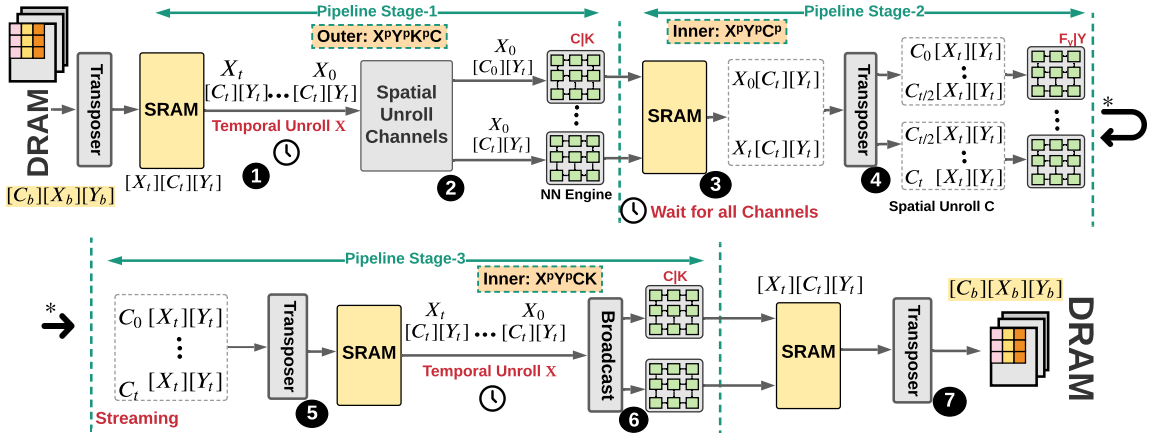 Pipeline Stage-1
Outer: XᵖYᵖKᵖC
DRAM
Transposer
SRAM
Xₜ X₀
[Cₜ][Yₜ]...[Cₜ][Yₜ]
Temporal Unroll X
1
[Xₜ][Cₜ][Yₜ]
[C_b][X_b][Y_b]
Spatial
Unroll
Channels
2
X₀
[C₀][Yₜ]
X₀
[Cₜ][Yₜ]
C|K
NN Engine
Pipeline Stage-2
Inner: XᵖYᵖCᵖ
SRAM
3
Wait for all Channels
X₀[Cₜ][Yₜ]
Xₜ[Cₜ][Yₜ]
Transposer
4
C₀ [Xₜ][Yₜ]
C_{t/2} [Xₜ][Yₜ]
C_{t/2} [Xₜ][Yₜ]
Cₜ [Xₜ][Yₜ]
Spatial Unroll C
Fᵧ|Y
*
Pipeline Stage-3
Inner: XᵖYᵖCK
*
C₀ [Xₜ][Yₜ]
Cₜ [Xₜ][Yₜ]
Streaming
Transposer
5
SRAM
Xₜ X₀
[Cₜ][Yₜ] ... [Cₜ][Yₜ]
Temporal Unroll X
Broadcast
6
C|K
[Xₜ][Cₜ][Yₜ]
SRAM
Transposer
7
[C_b][X_b][Y_b]
DRAM